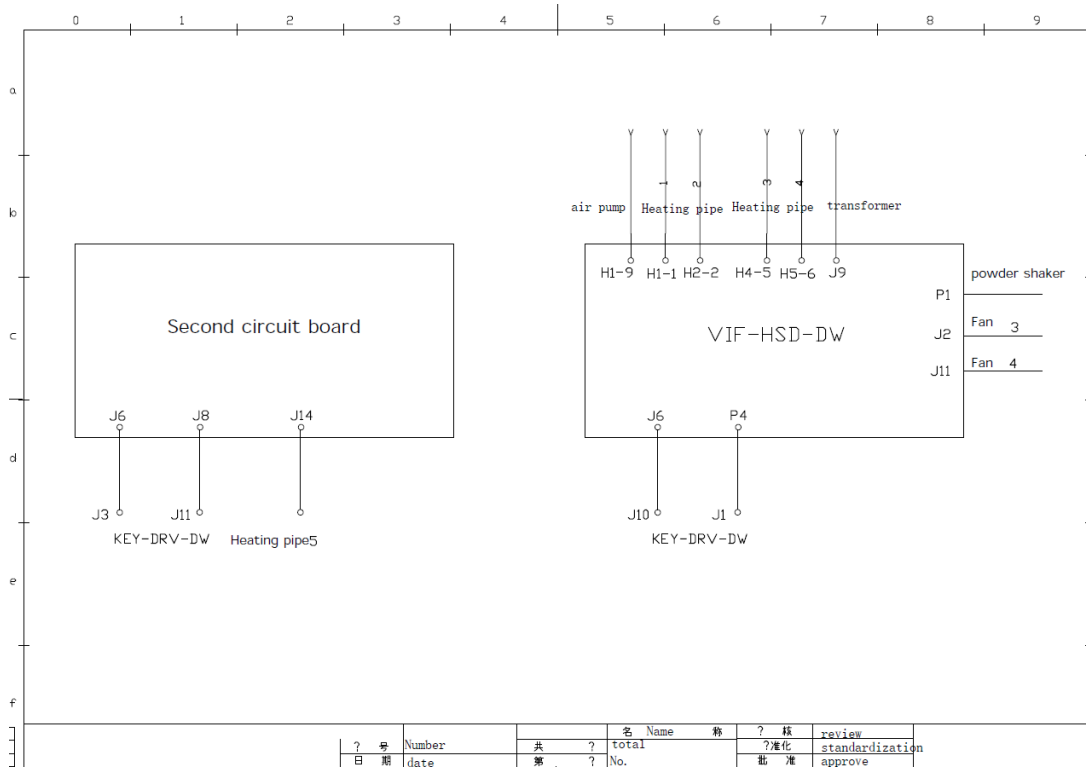 0 1 2 3 4 5 6 7 8 9
a
b
c
d
e
f
1 2 3 4
air pump Heating pipe Heating pipe transformer
H1-9 H1-1 H2-2 H4-5 H5-6 J9
powder shaker
P1
Fan 3
J2
Fan 4
J11
Second circuit board
VIF-HSD-DW
J6 J8 J14
J6 P4
J3 J11
J10 J1
KEY-DRV-DW Heating pipe5
KEY-DRV-DW
名 Name 称 ? 核 review
? 号 Number 共 ? total ?准化 standardization
日 期 date 第 ? No. 批 准 approve